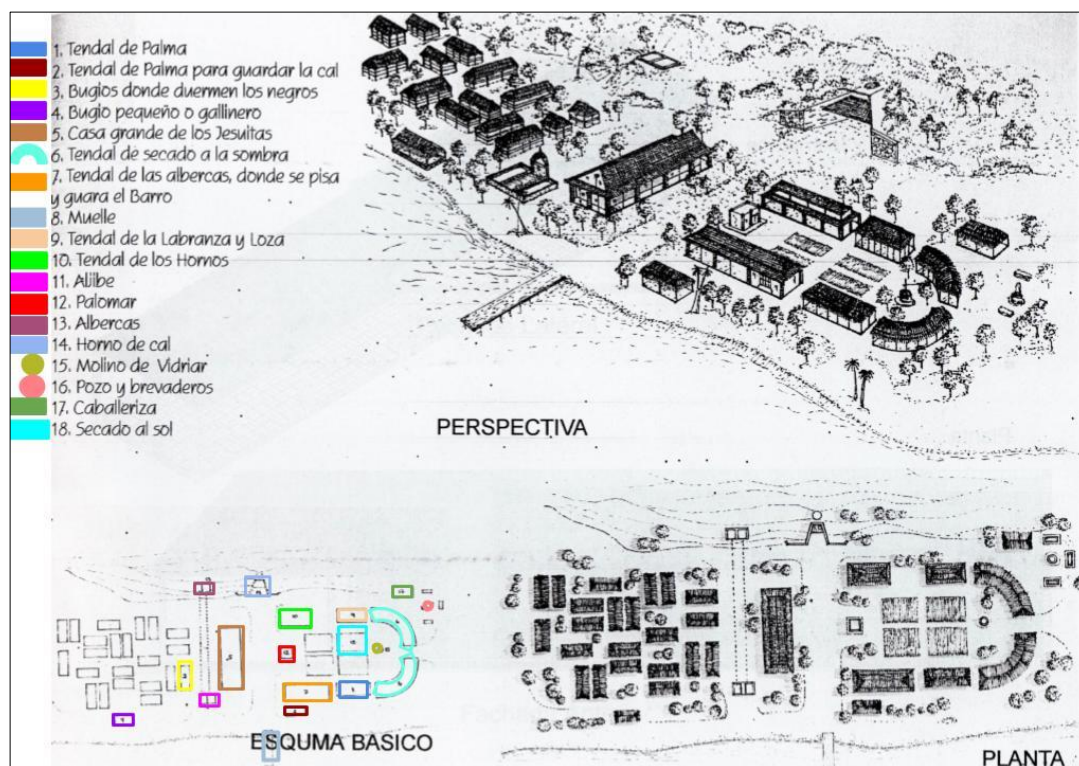 1. Tendal de Palma
2. Tendal de Palma para guardar la cal
3. Bugios donde duermen los negros
4. Bugio pequeño o gallinero
5. Casa grande de los Jesuitas
6. Tendal de secado a la sombra
7. Tendal de las albercas, donde se pisa
y guara el Barro
8. Muelle
9. Tendal de la Labranza y Loza
10. Tendal de los Hornos
11. Aljibe
12. Palomar
13. Albercas
14. Horno de cal
15. Molino de Vidriar
16. Pozo y brevaderos
17. Caballeriza
18. Secado al sol
PERSPECTIVA
ESQUMA BASICO
PLANTA